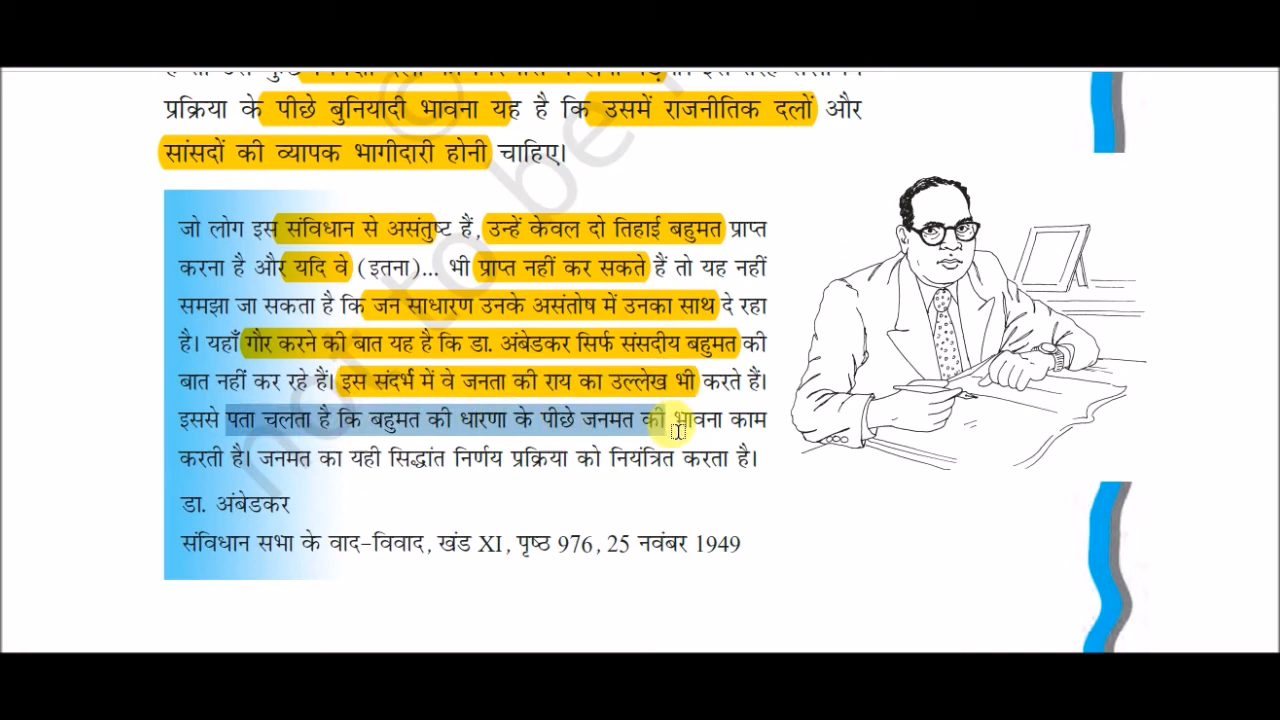 प्रक्रिया के पीछे बुनियादी भावना यह है कि उसमें राजनीतिक दलों और
सांसदों की व्यापक भागीदारी होनी चाहिए।
जो लोग इस संविधान से असंतुष्ट हैं, उन्हें केवल दो तिहाई बहुमत प्राप्त
करना है और यदि वे (इतना)... भी प्राप्त नहीं कर सकते हैं तो यह नहीं
समझा जा सकता है कि जन साधारण उनके असंतोष में उनका साथ दे रहा
है। यहाँ गौर करने की बात यह है कि डा. अंबेडकर सिर्फ संसदीय बहुमत की
बात नहीं कर रहे हैं। इस संदर्भ में वे जनता की राय का उल्लेख भी करते हैं।
इससे पता चलता है कि बहुमत की धारणा के पीछे जनमत की भावना काम
करती है। जनमत का यही सिद्धांत निर्णय प्रक्रिया को नियंत्रित करता है।
डा. अंबेडकर
संविधान सभा के वाद-विवाद, खंड XI, पृष्ठ 976, 25 नवंबर 1949